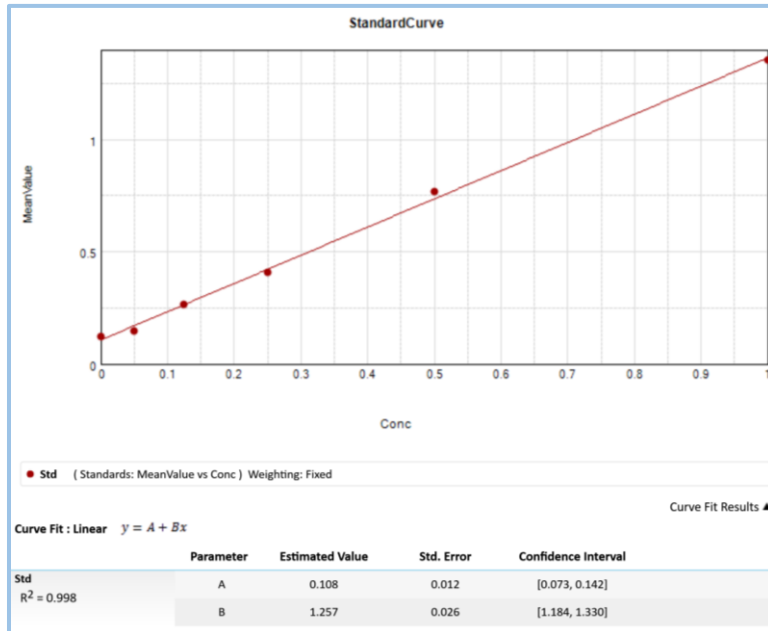 StandardCurve
MeanValue
1
0.5
0
0 0.1 0.2 0.3 0.4 0.5 0.6 0.7 0.8 0.9 1
Conc
Std ( Standards: MeanValue vs Conc ) Weighting: Fixed
Curve Fit Results ▲
Curve Fit : Linear y = A + Bx
Parameter Estimated Value Std. Error Confidence Interval
Std
R² = 0.998
A 0.108 0.012 [0.073, 0.142]
B 1.257 0.026 [1.184, 1.330]